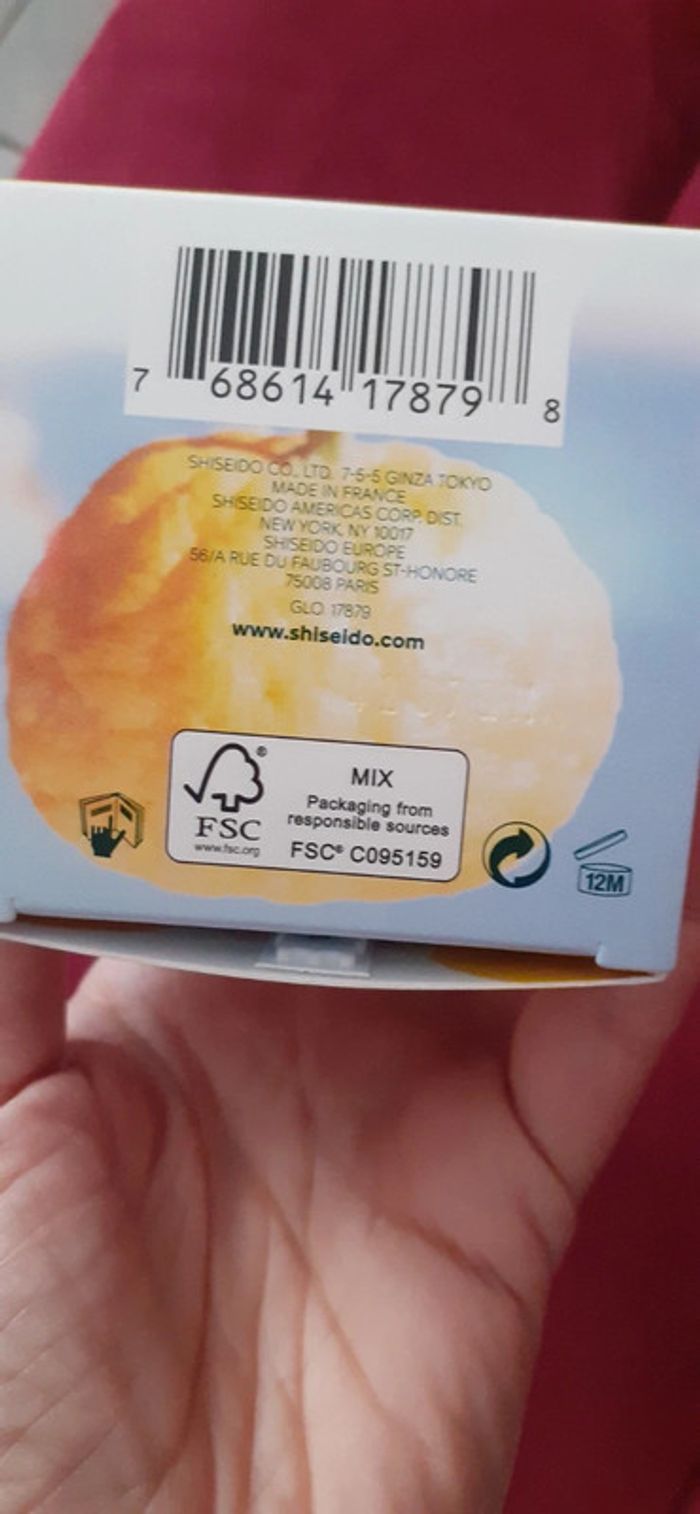 7 68614 17879 8
SHISEIDO CO., LTD. 7-5-5 GINZA TOKYO
MADE IN FRANCE
SHISEIDO AMERICAS CORP. DIST.
NEW YORK, NY 10017
SHISEIDO EUROPE
56/A RUE DU FAUBOURG ST-HONORE
75008 PARIS
GLO 17879
www.shiseido.com
FSC®
www.fsc.org
MIX
Packaging from
responsible sources
FSC® C095159
12M